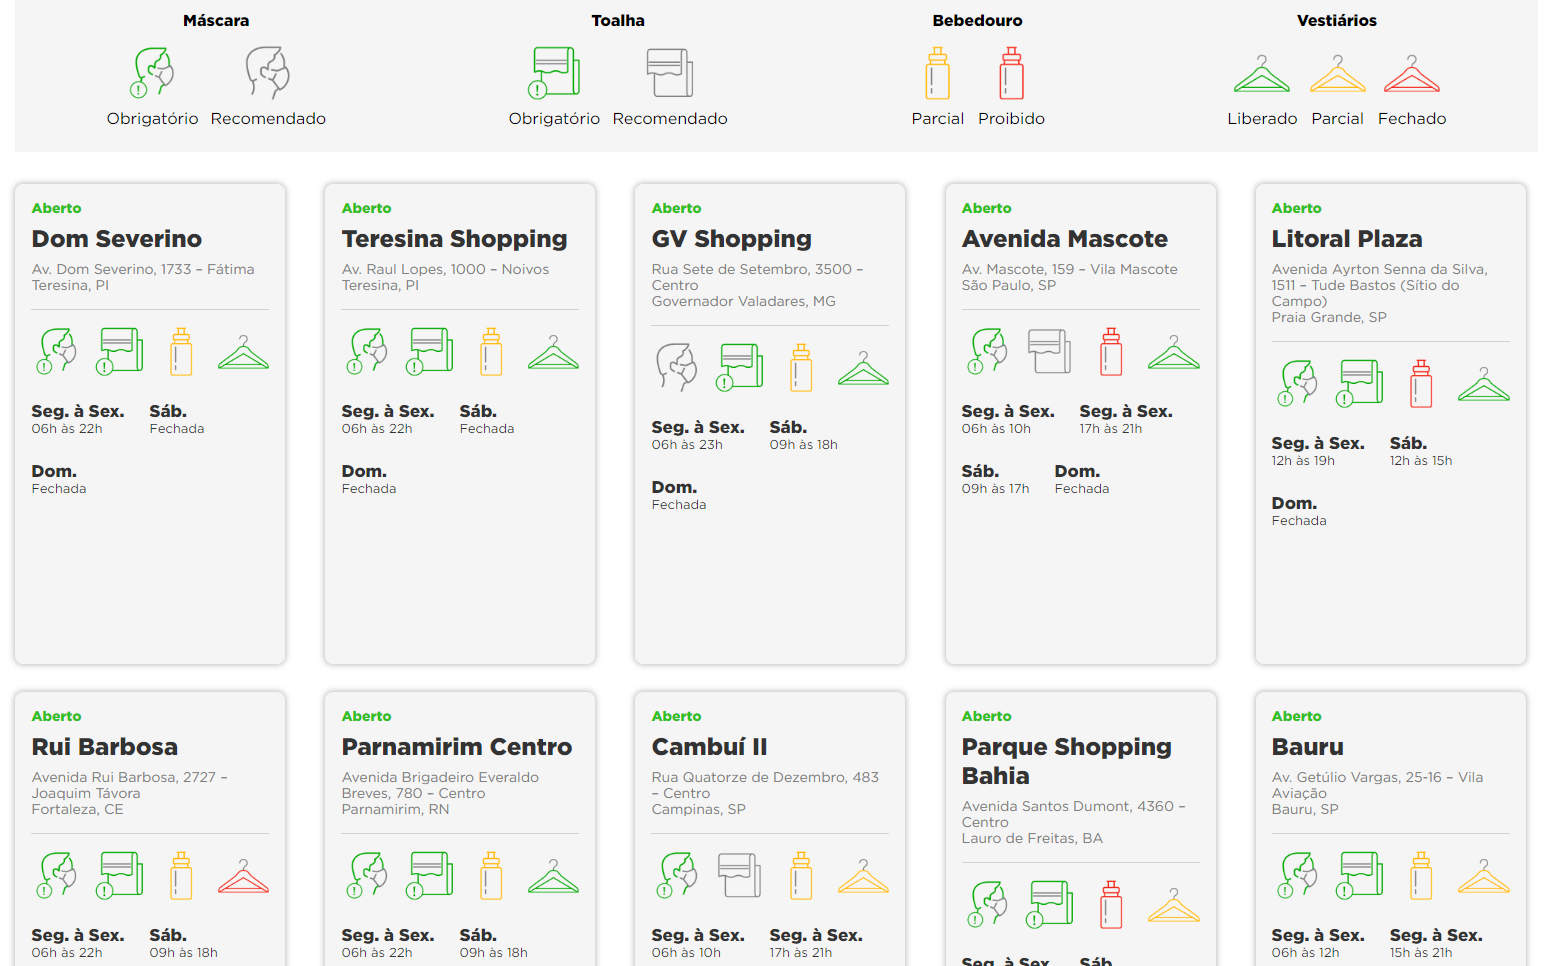 Máscara
Obrigatório Recomendado
Toalha
Obrigatório Recomendado
Bebedouro
Parcial Proibido
Vestiários
Liberado Parcial Fechado
Aberto
Dom Severino
Av. Dom Severino, 1733 – Fátima
Teresina, PI
Seg. à Sex. Sáb.
06h às 22h Fechada
Dom.
Fechada
Aberto
Teresina Shopping
Av. Raul Lopes, 1000 – Noivos
Teresina, PI
Seg. à Sex. Sáb.
06h às 22h Fechada
Dom.
Fechada
Aberto
GV Shopping
Rua Sete de Setembro, 3500 –
Centro
Governador Valadares, MG
Seg. à Sex. Sáb.
06h às 23h 09h às 18h
Dom.
Fechada
Aberto
Avenida Mascote
Av. Mascote, 159 – Vila Mascote
São Paulo, SP
Seg. à Sex. Seg. à Sex.
06h às 10h 17h às 21h
Sáb. Dom.
09h às 17h Fechada
Aberto
Litoral Plaza
Avenida Ayrton Senna da Silva,
1511 – Tude Bastos (Sítio do
Campo)
Praia Grande, SP
Seg. à Sex. Sáb.
12h às 19h 12h às 15h
Dom.
Fechada
Aberto
Rui Barbosa
Avenida Rui Barbosa, 2727 –
Joaquim Távora
Fortaleza, CE
Seg. à Sex. Sáb.
06h às 22h 09h às 18h
Aberto
Parnamirim Centro
Avenida Brigadeiro Everaldo
Breves, 780 – Centro
Parnamirim, RN
Seg. à Sex. Sáb.
06h às 22h 09h às 18h
Aberto
Cambuí II
Rua Quatorze de Dezembro, 483
– Centro
Campinas, SP
Seg. à Sex. Seg. à Sex.
06h às 10h 17h às 21h
Aberto
Parque Shopping
Bahia
Avenida Santos Dumont, 4360 –
Centro
Lauro de Freitas, BA
Seg. à Sex. Sáb.
Aberto
Bauru
Av. Getúlio Vargas, 25-16 – Vila
Aviação
Bauru, SP
Seg. à Sex. Seg. à Sex.
06h às 12h 15h às 21h